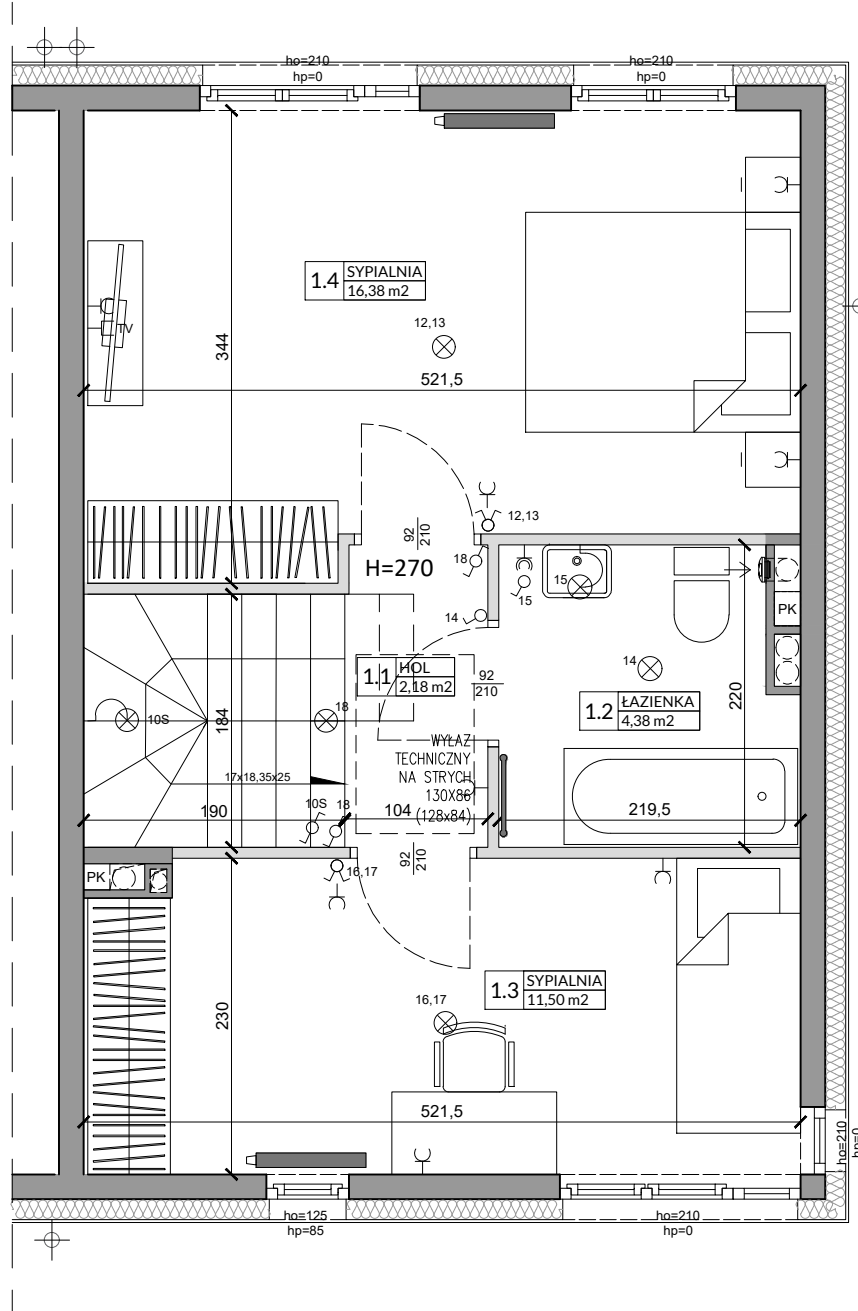 ho=210
hp=0
ho=210
hp=0
1.4
SYPIALNIA
16,38 m2
TV
12,13
344
521,5
12,13
92
210
18
H=270
15
15
PK
14
1.1
HOL
2,18 m2
92
210
14
1.2
ŁAZIENKA
4,38 m2
220
10S
184
18
WYŁAZ
TECHNICZNY
NA STRYCH
130X86
(128x84)
17x18,35x25
10S
18
190
104
219,5
92
210
PK
16,17
1.3
SYPIALNIA
11,50 m2
16,17
230
521,5
ho=210
hp=0
ho=125
hp=85
ho=210
hp=0